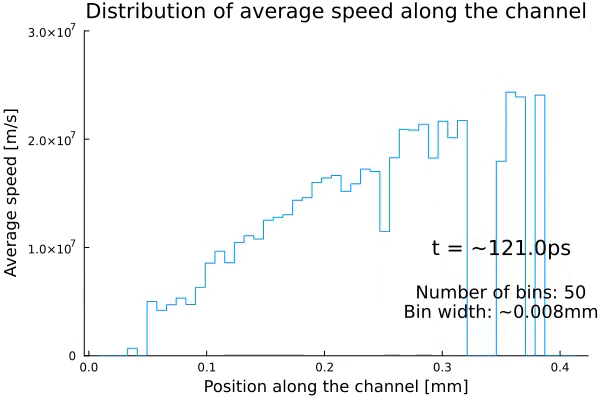 Distribution of average speed along the channel
3.0×10⁷
2.0×10⁷
1.0×10⁷
0
Average speed [m/s]
t = ~121.0ps
Number of bins: 50
Bin width: ~0.008mm
0.0
0.1
0.2
0.3
0.4
Position along the channel [mm]